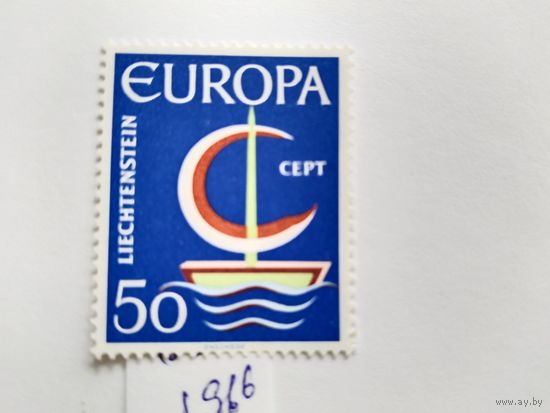 EUROPA
LIECHTENSTEIN
CEPT
50
1966
www.ay.by